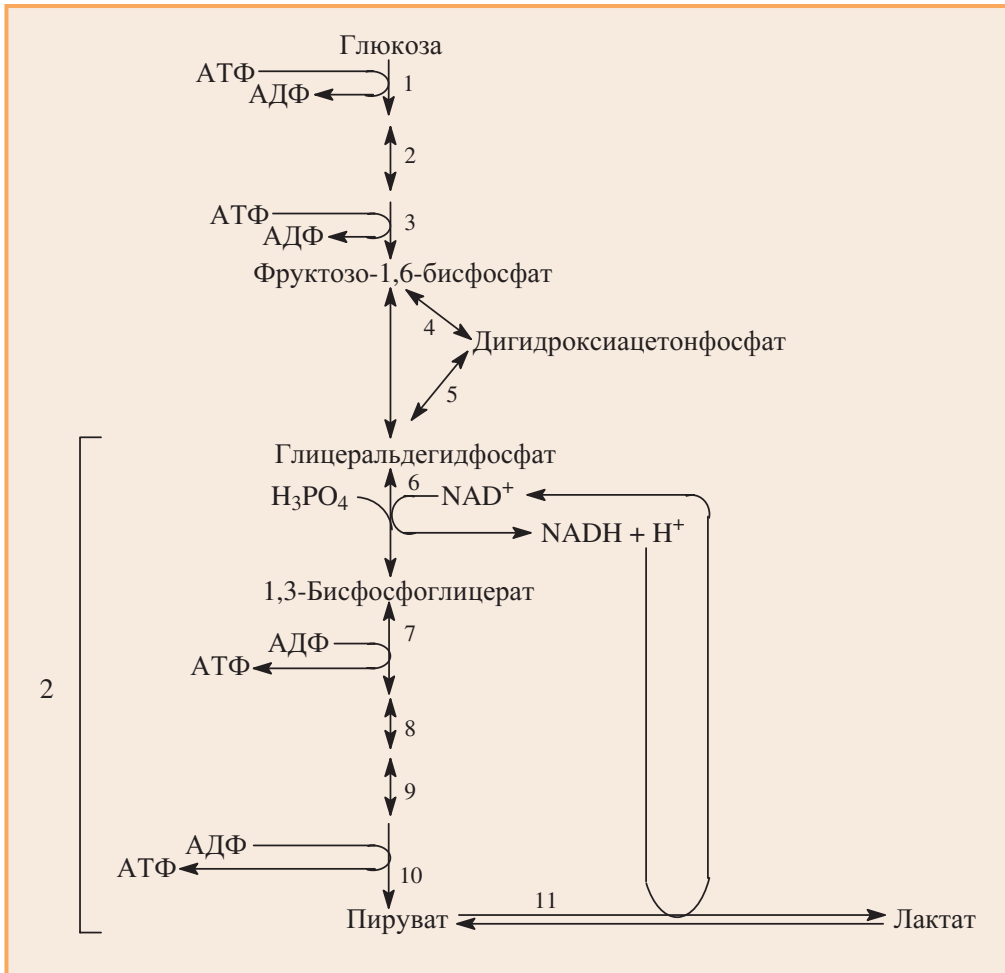 Глюкоза
АТФ
АДФ
1
2
АТФ
АДФ
3
Фруктозо-1,6-бисфосфат
4
Дигидроксиацетонфосфат
5
Глицеральдегидфосфат
H₃PO₄ 6 NAD⁺
NADH + H⁺
1,3-Бисфосфоглицерат
7
АДФ
АТФ
2
8
9
АДФ
АТФ
10
Пируват 11 Лактат